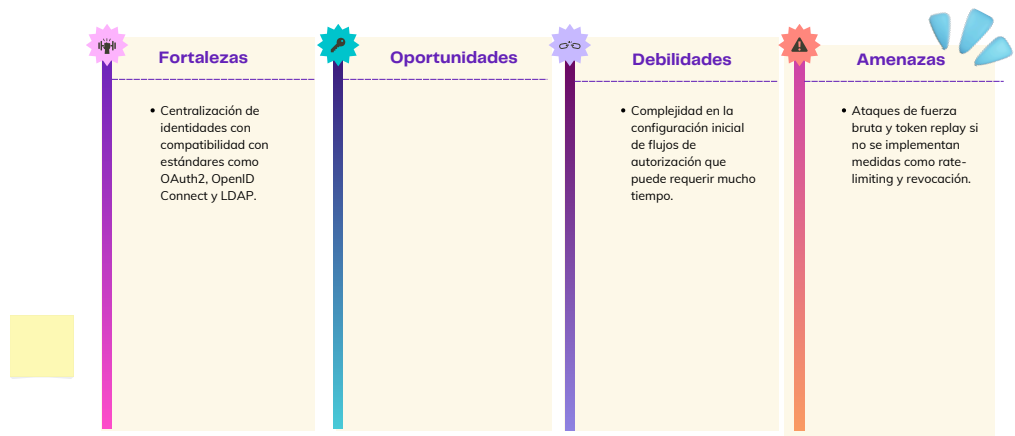 Fortalezas
• Centralización de
identidades con
compatibilidad con
estándares como
OAuth2, OpenID
Connect y LDAP.
Oportunidades
Debilidades
• Complejidad en la
configuración inicial
de flujos de
autorización que
puede requerir mucho
tiempo.
Amenazas
• Ataques de fuerza
bruta y token replay si
no se implementan
medidas como rate-
limiting y revocación.